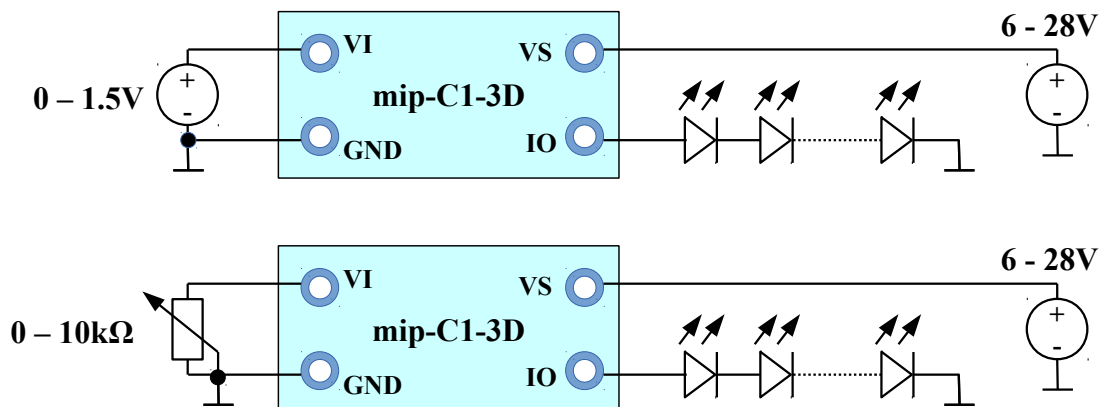 6 - 28V
VI
VS
mip-C1-3D
0 – 1.5V
+
-
+
-
GND
IO
6 - 28V
VI
VS
mip-C1-3D
0 – 10kΩ
+
-
GND
IO